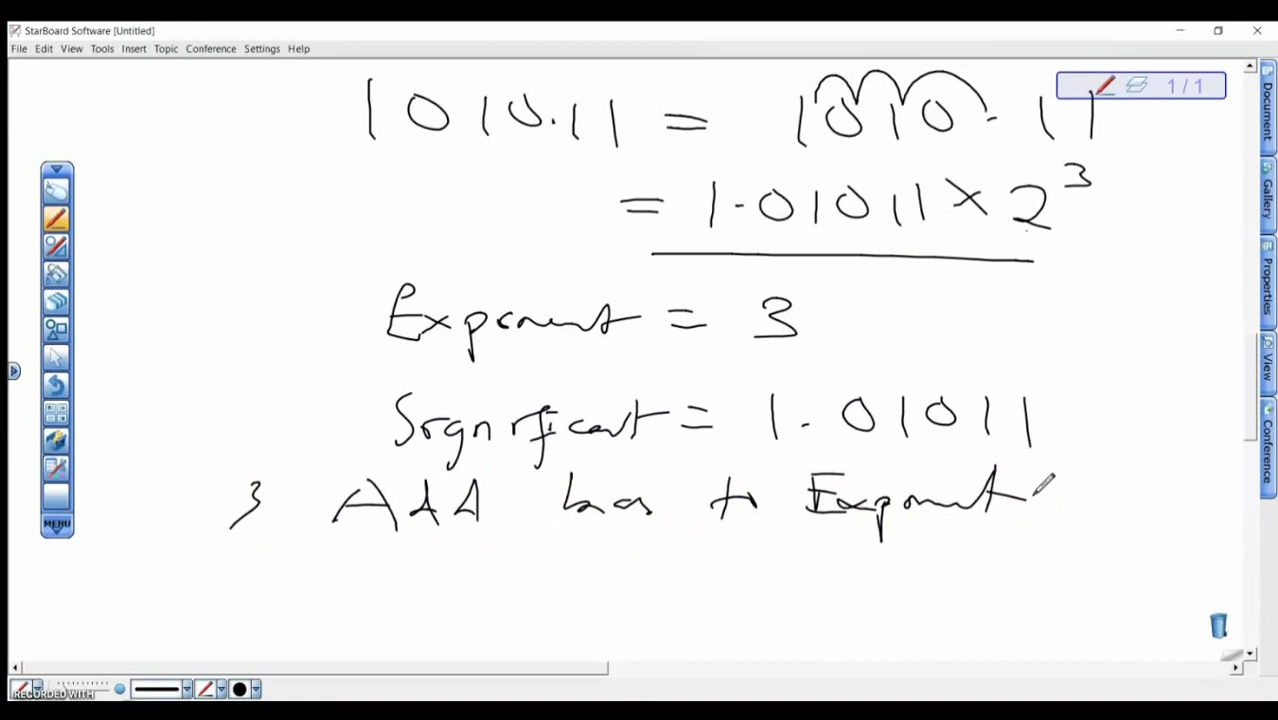 StarBoard Software [Untitled]
File Edit View Tools Insert Topic Conference Settings Help
1010.11 = 1010.11
1/1
= 1.01011 × 2³
Exponent = 3
Significant = 1.01011
3 Add bias to Exponent
MENU
Document
Gallery
Properties
View
Conference
RECORDED WITH